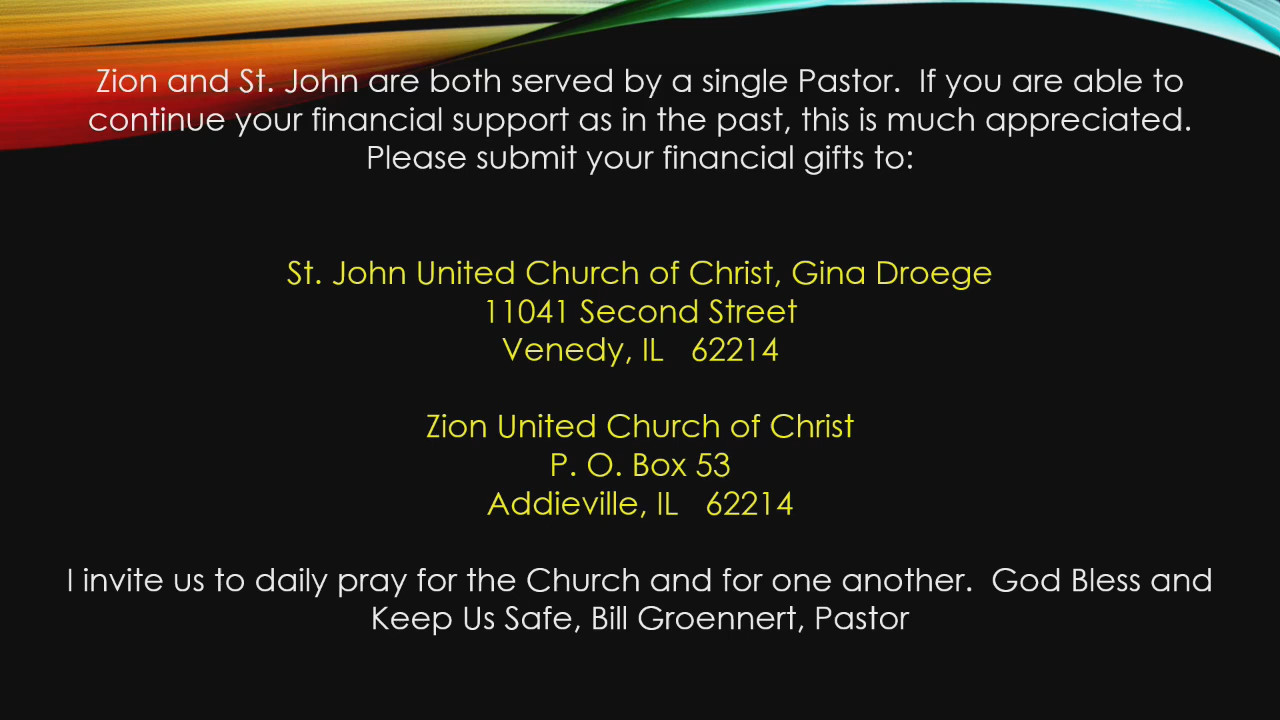 Zion and St. John are both served by a single Pastor.  If you are able to
continue your financial support as in the past, this is much appreciated.
Please submit your financial gifts to:
St. John United Church of Christ, Gina Droege
11041 Second Street
Venedy, IL   62214
Zion United Church of Christ
P. O. Box 53
Addieville, IL   62214
I invite us to daily pray for the Church and for one another.  God Bless and
Keep Us Safe, Bill Groennert, Pastor